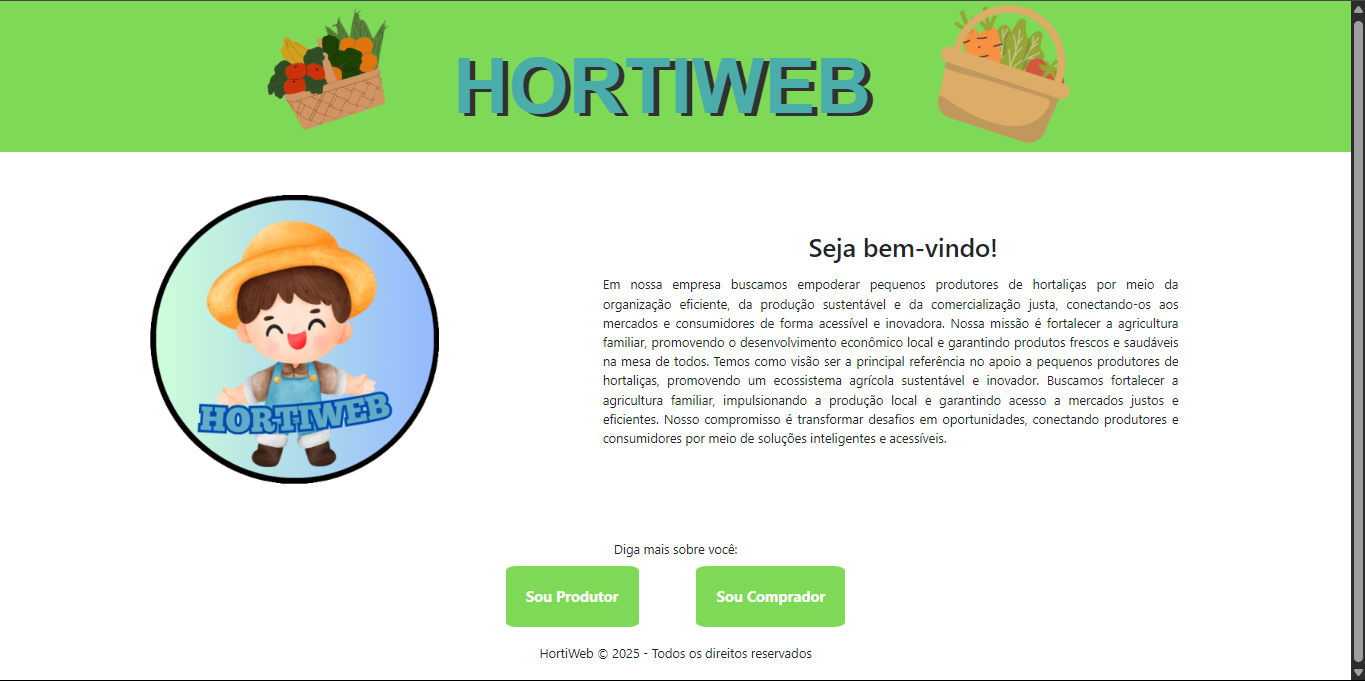 HORTIWEB
HORTIWEB
Seja bem-vindo!
Em nossa empresa buscamos empoderar pequenos produtores de hortaliças por meio da
organização eficiente, da produção sustentável e da comercialização justa, conectando-os aos
mercados e consumidores de forma acessível e inovadora. Nossa missão é fortalecer a agricultura
familiar, promovendo o desenvolvimento econômico local e garantindo produtos frescos e saudáveis
na mesa de todos. Temos como visão ser a principal referência no apoio a pequenos produtores de
hortaliças, promovendo um ecossistema agrícola sustentável e inovador. Buscamos fortalecer a
agricultura familiar, impulsionando a produção local e garantindo acesso a mercados justos e
eficientes. Nosso compromisso é transformar desafios em oportunidades, conectando produtores e
consumidores por meio de soluções inteligentes e acessíveis.
Diga mais sobre você:
Sou Produtor
Sou Comprador
HortiWeb © 2025 - Todos os direitos reservados